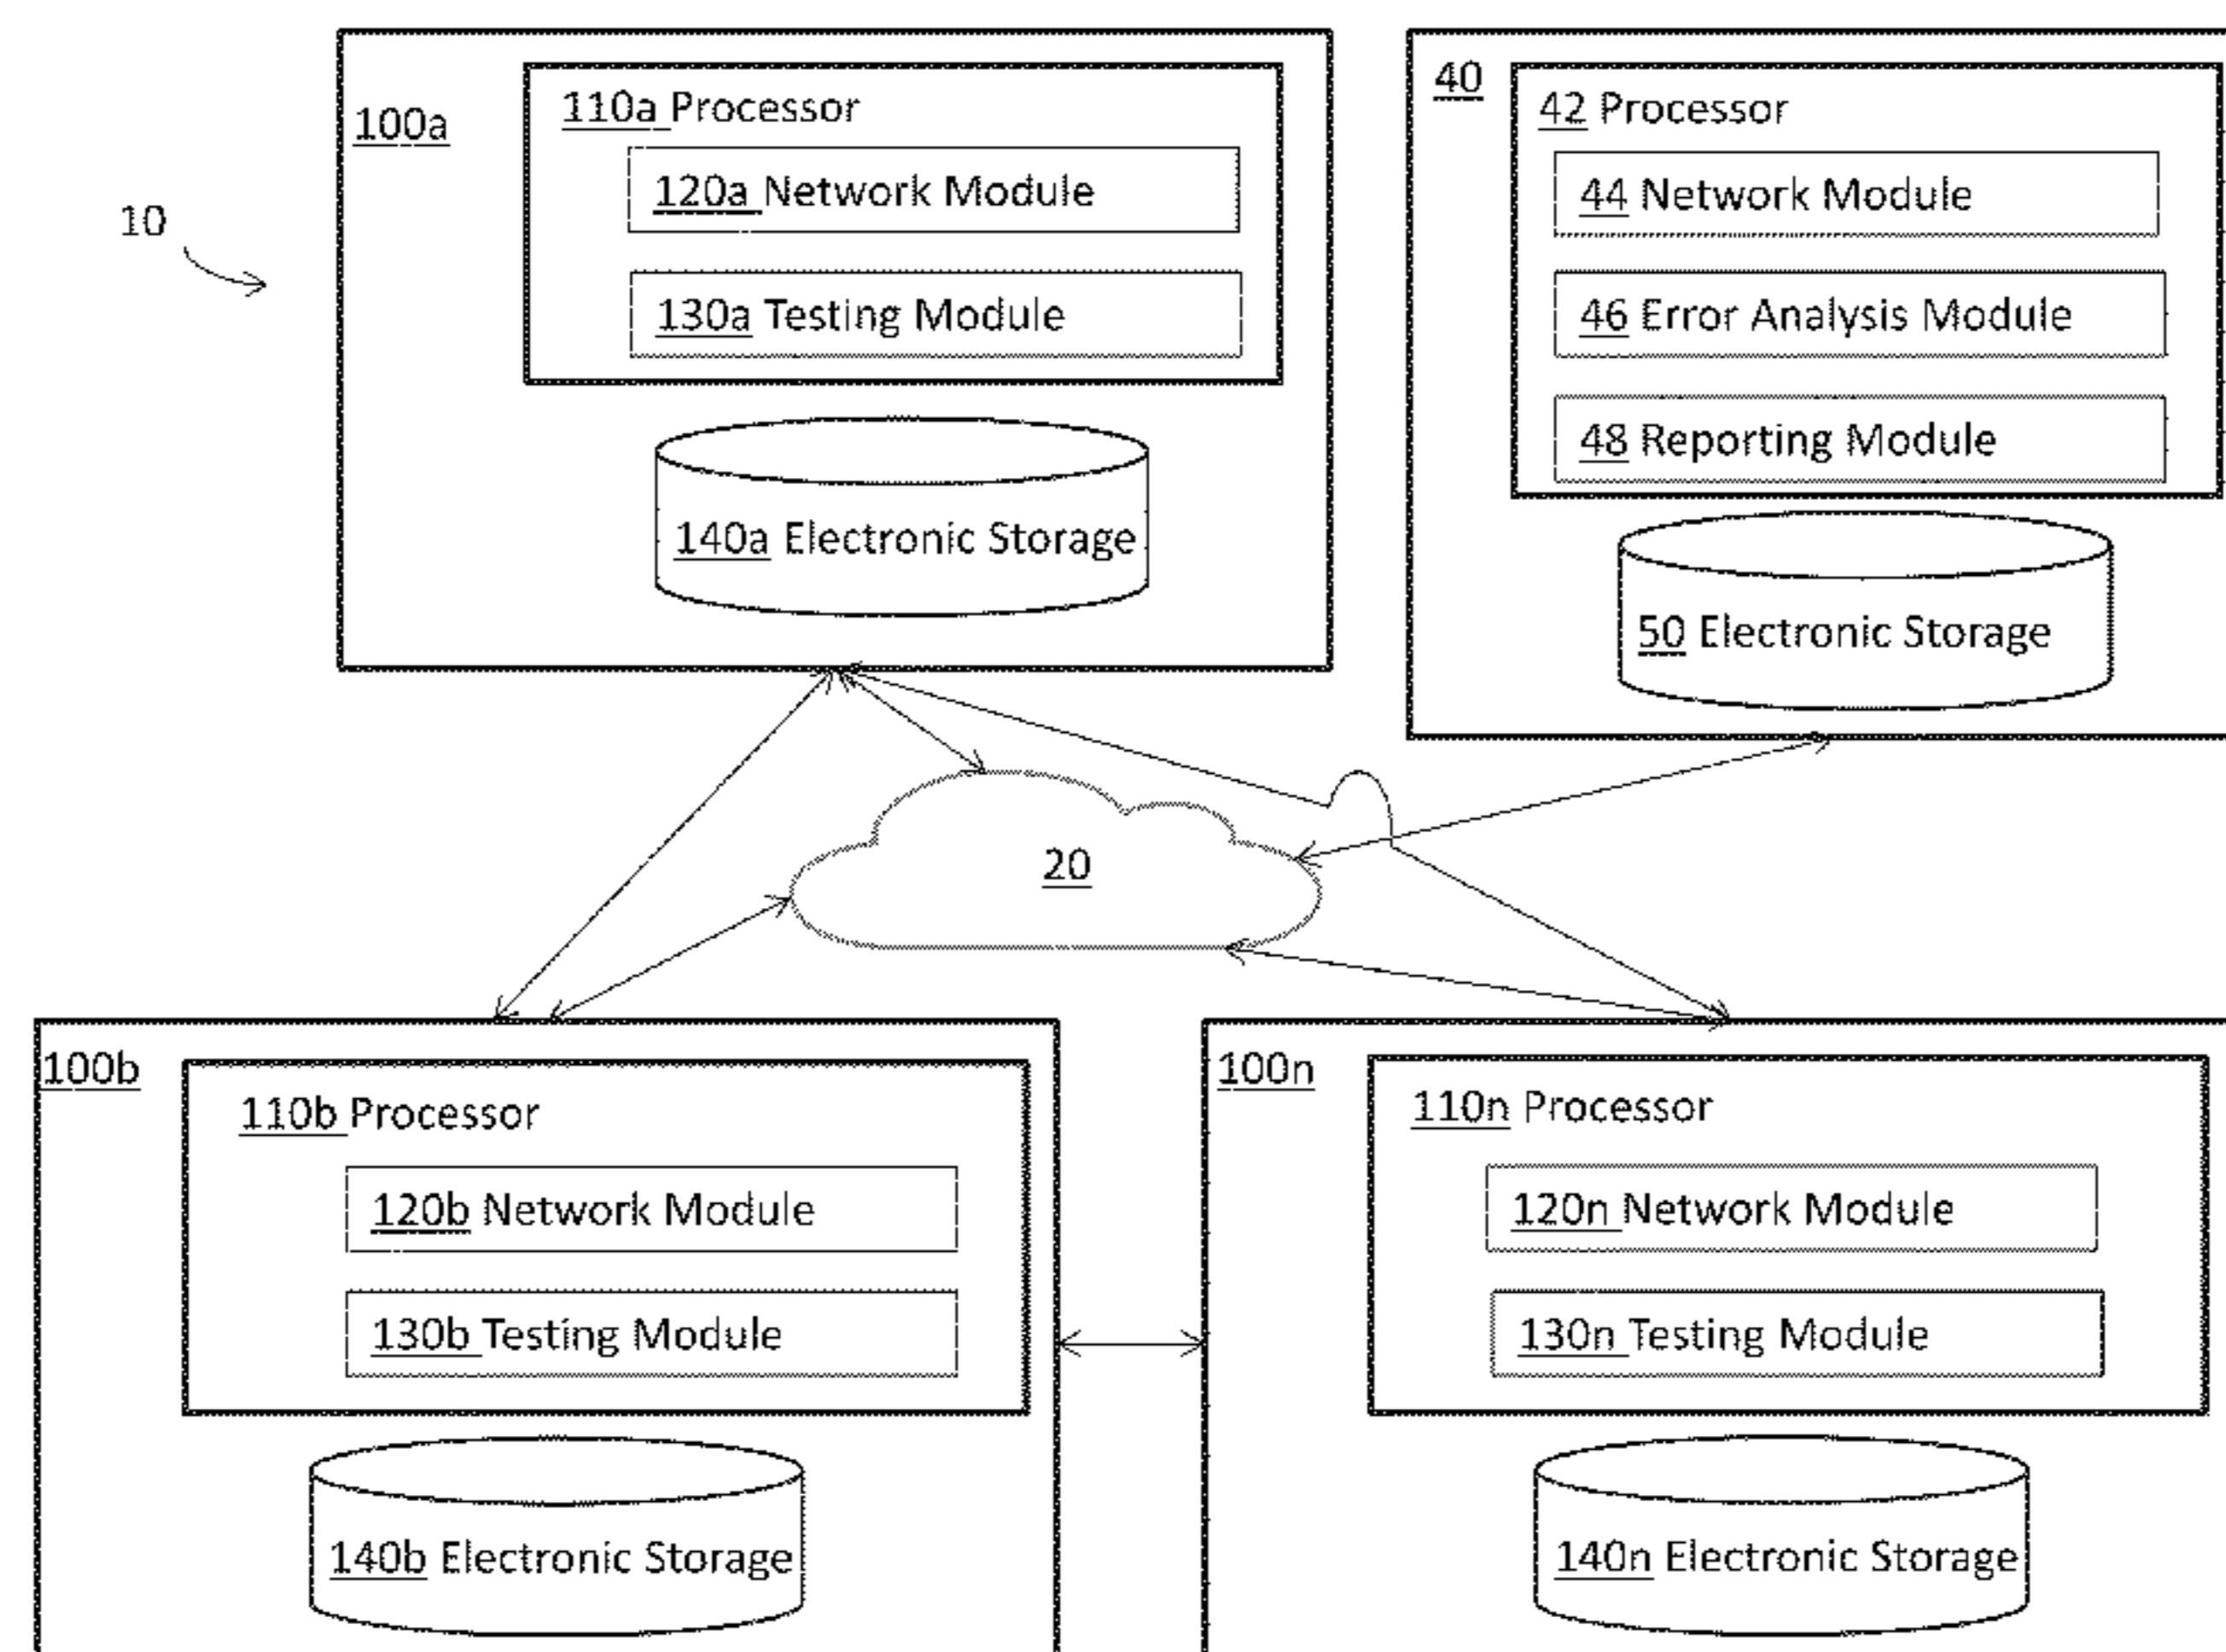 10
100a
110a Processor
120a Network Module
130a Testing Module
140a Electronic Storage
40
42 Processor
44 Network Module
46 Error Analysis Module
48 Reporting Module
50 Electronic Storage
20
100b
110b Processor
120b Network Module
130b Testing Module
140b Electronic Storage
100n
110n Processor
120n Network Module
130n Testing Module
140n Electronic Storage